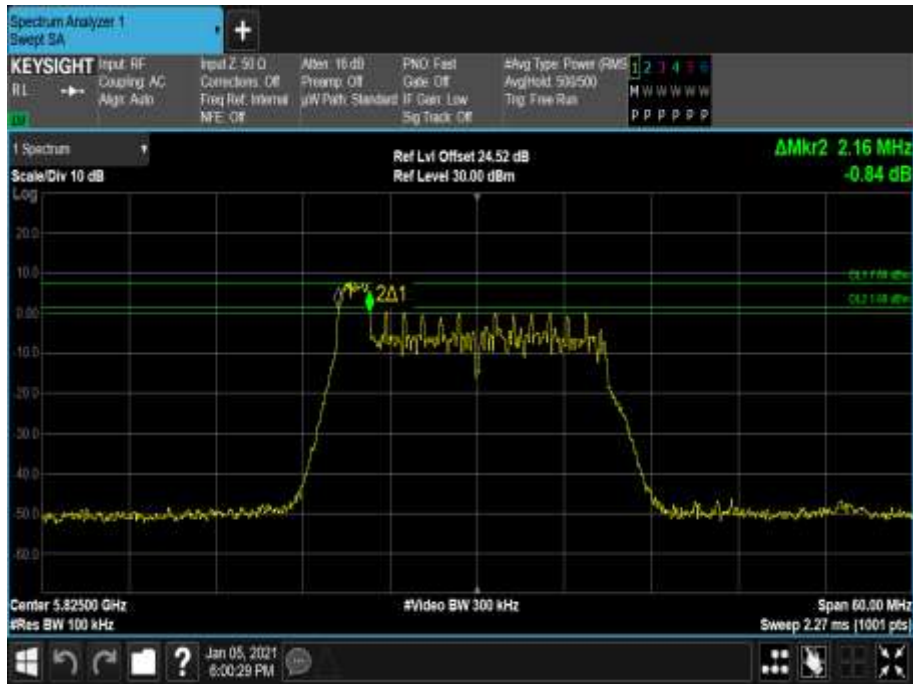 Spectrum Analyzer 1
Swept SA
+
KEYSIGHT
Input: RF
Input Z: 50 Ω
Atten: 16 dB
PNO: Fast
#Avg Type: Power (RMS
1 2 3 4 5 6
RL
Coupling: AC
Corrections: Off
Preamp: Off
Gate: Off
Avg|Hold: 500/500
M W W W W W
Align: Auto
Freq Ref: Internal
µW Path: Standard
IF Gain: Low
Trig: Free Run
NFE: Off
Sig Track: Off
P P P P P P
1 Spectrum
Ref Lvl Offset 24.52 dB
ΔMkr2 2.16 MHz
Scale/Div 10 dB
Ref Level 30.00 dBm
-0.84 dB
Log
20.0
10.0
2Δ1
0.00
-10.0
-20.0
-30.0
-40.0
-50.0
-60.0
Center 5.82500 GHz
#Video BW 300 kHz
Span 60.00 MHz
#Res BW 100 kHz
Sweep 2.27 ms (1001 pts)
?
Jan 05, 2021
6:00:29 PM